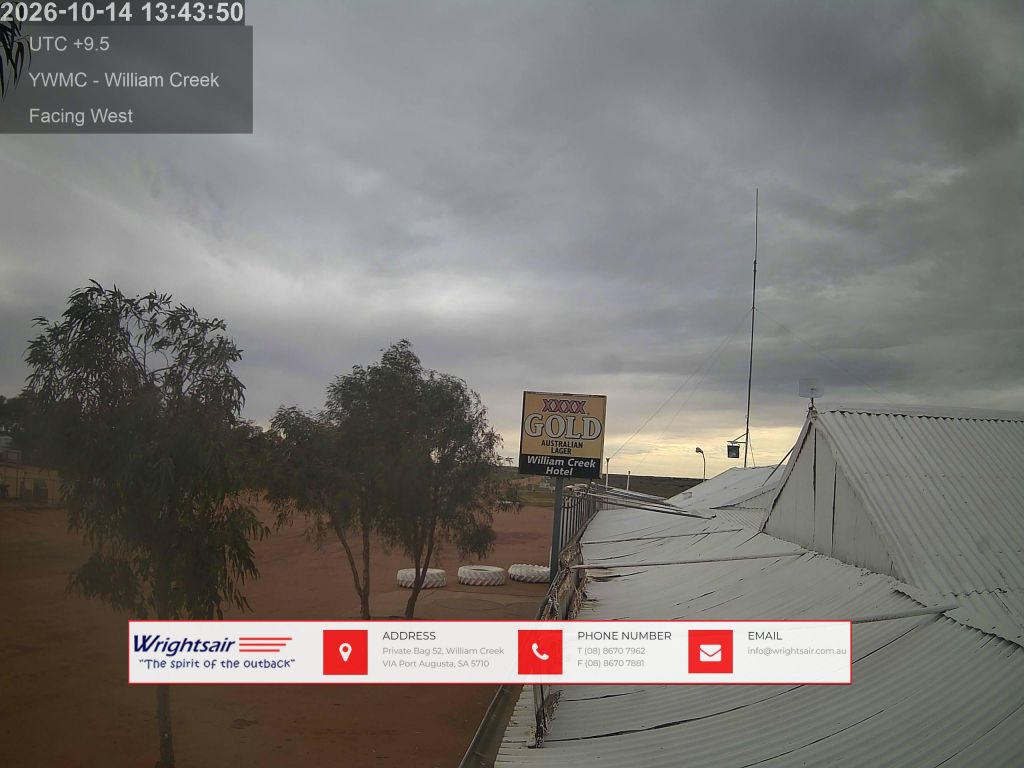 2026-10-14 13:43:50
UTC +9.5
YWMC - William Creek
Facing West
XXXX
GOLD
AUSTRALIAN
LAGER
William Creek
Hotel
Wrightsair
"The spirit of the outback"
ADDRESS
Private Bag 52, William Creek
VIA Port Augusta, SA 5710
PHONE NUMBER
T (08) 8670 7962
F (08) 8670 7881
EMAIL
info@wrightsair.com.au